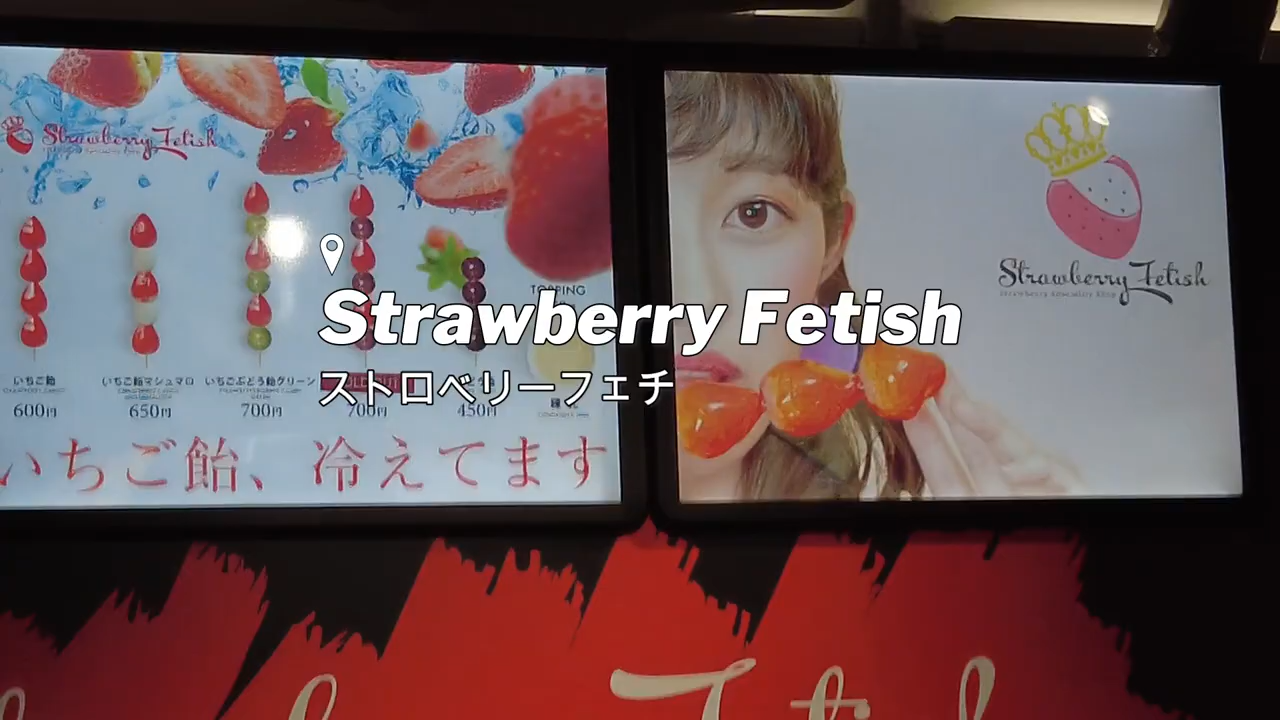 Strawberry Fetish
Strawberry Fetish
Strawberry Fetish
ストロベリーフェチ
TOPPING
いちご飴
いちご飴マシュマロ
いちごぶどう飴グリーン
SOLD OUT
600円
650円
700円
700円
450円
いちご飴、冷えてます
Fetish